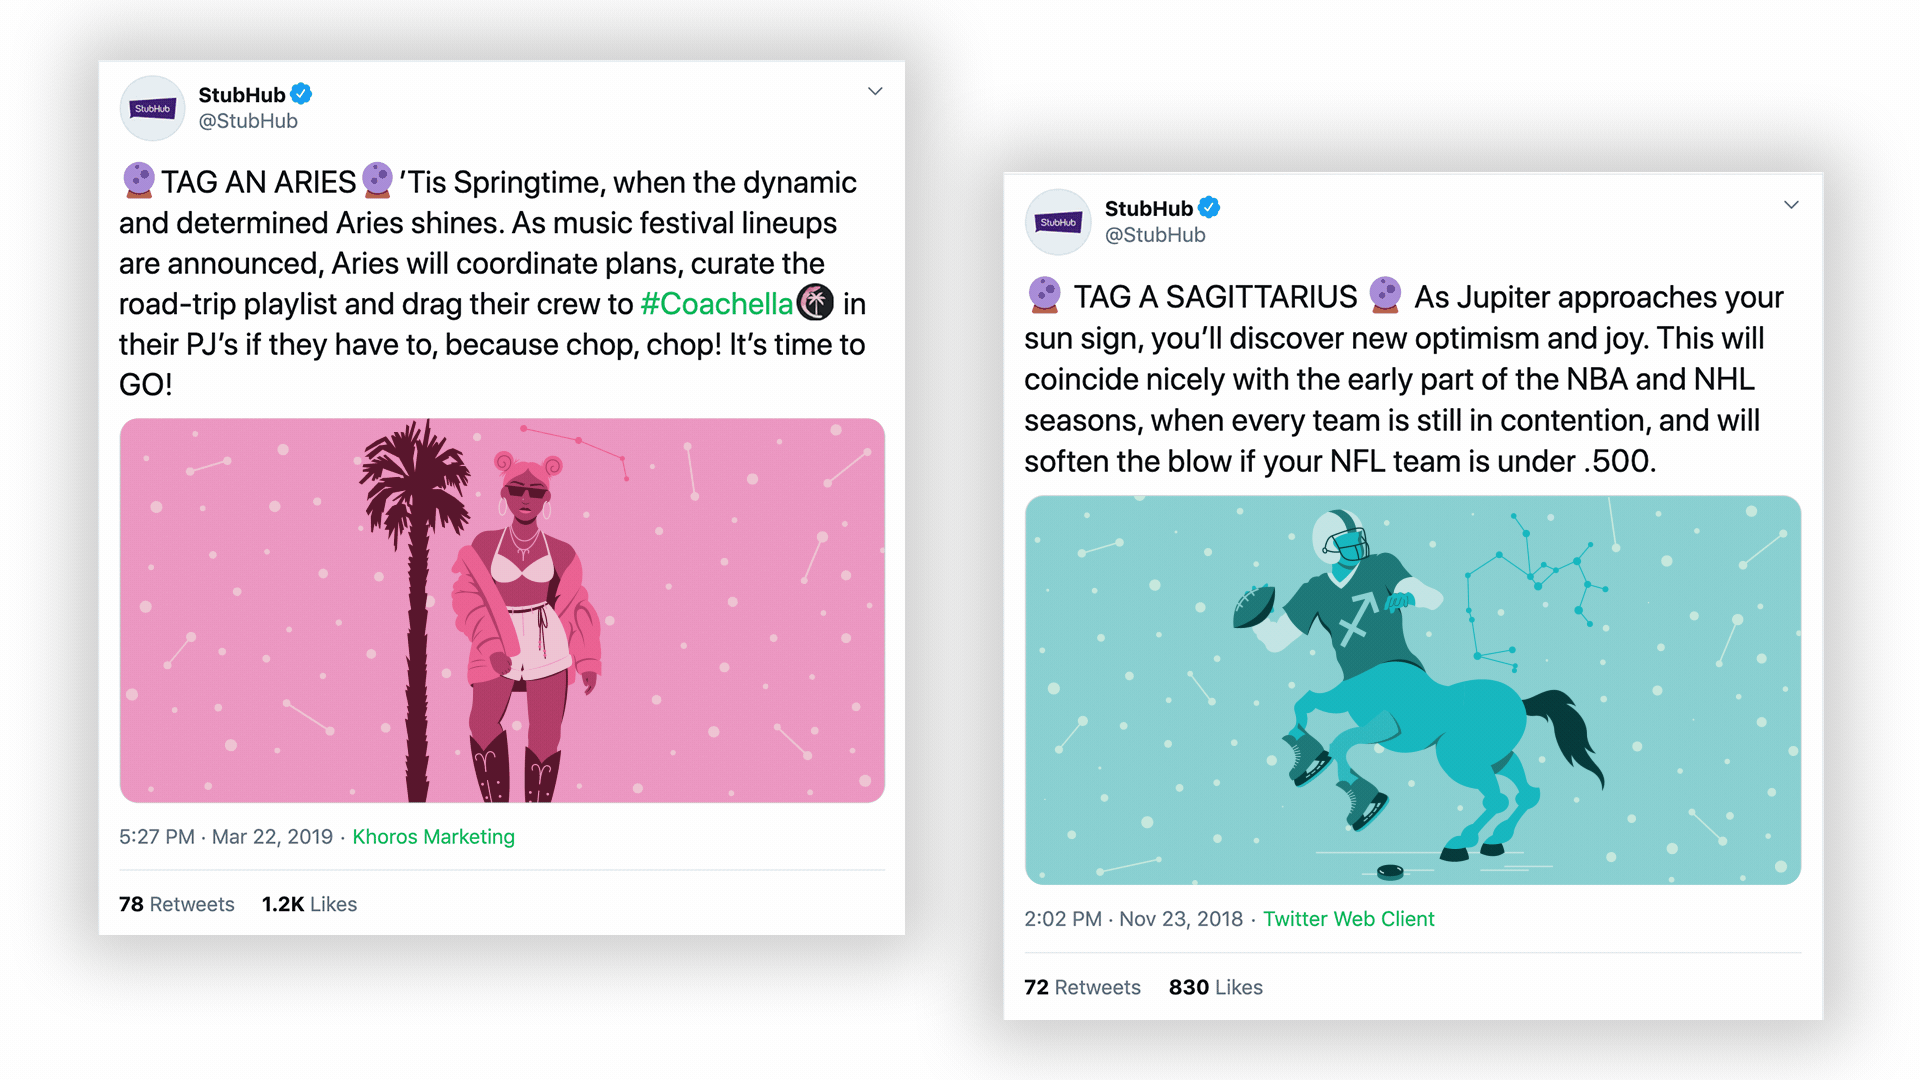 StubHub
StubHub
@StubHub
🔮TAG AN ARIES🔮’Tis Springtime, when the dynamic
and determined Aries shines. As music festival lineups
are announced, Aries will coordinate plans, curate the
road-trip playlist and drag their crew to #Coachella in
their PJ’s if they have to, because chop, chop! It’s time to
GO!
5:27 PM · Mar 22, 2019 · Khoros Marketing
78 Retweets 1.2K Likes
StubHub
StubHub
@StubHub
🔮 TAG A SAGITTARIUS 🔮 As Jupiter approaches your
sun sign, you’ll discover new optimism and joy. This will
coincide nicely with the early part of the NBA and NHL
seasons, when every team is still in contention, and will
soften the blow if your NFL team is under .500.
2:02 PM · Nov 23, 2018 · Twitter Web Client
72 Retweets 830 Likes